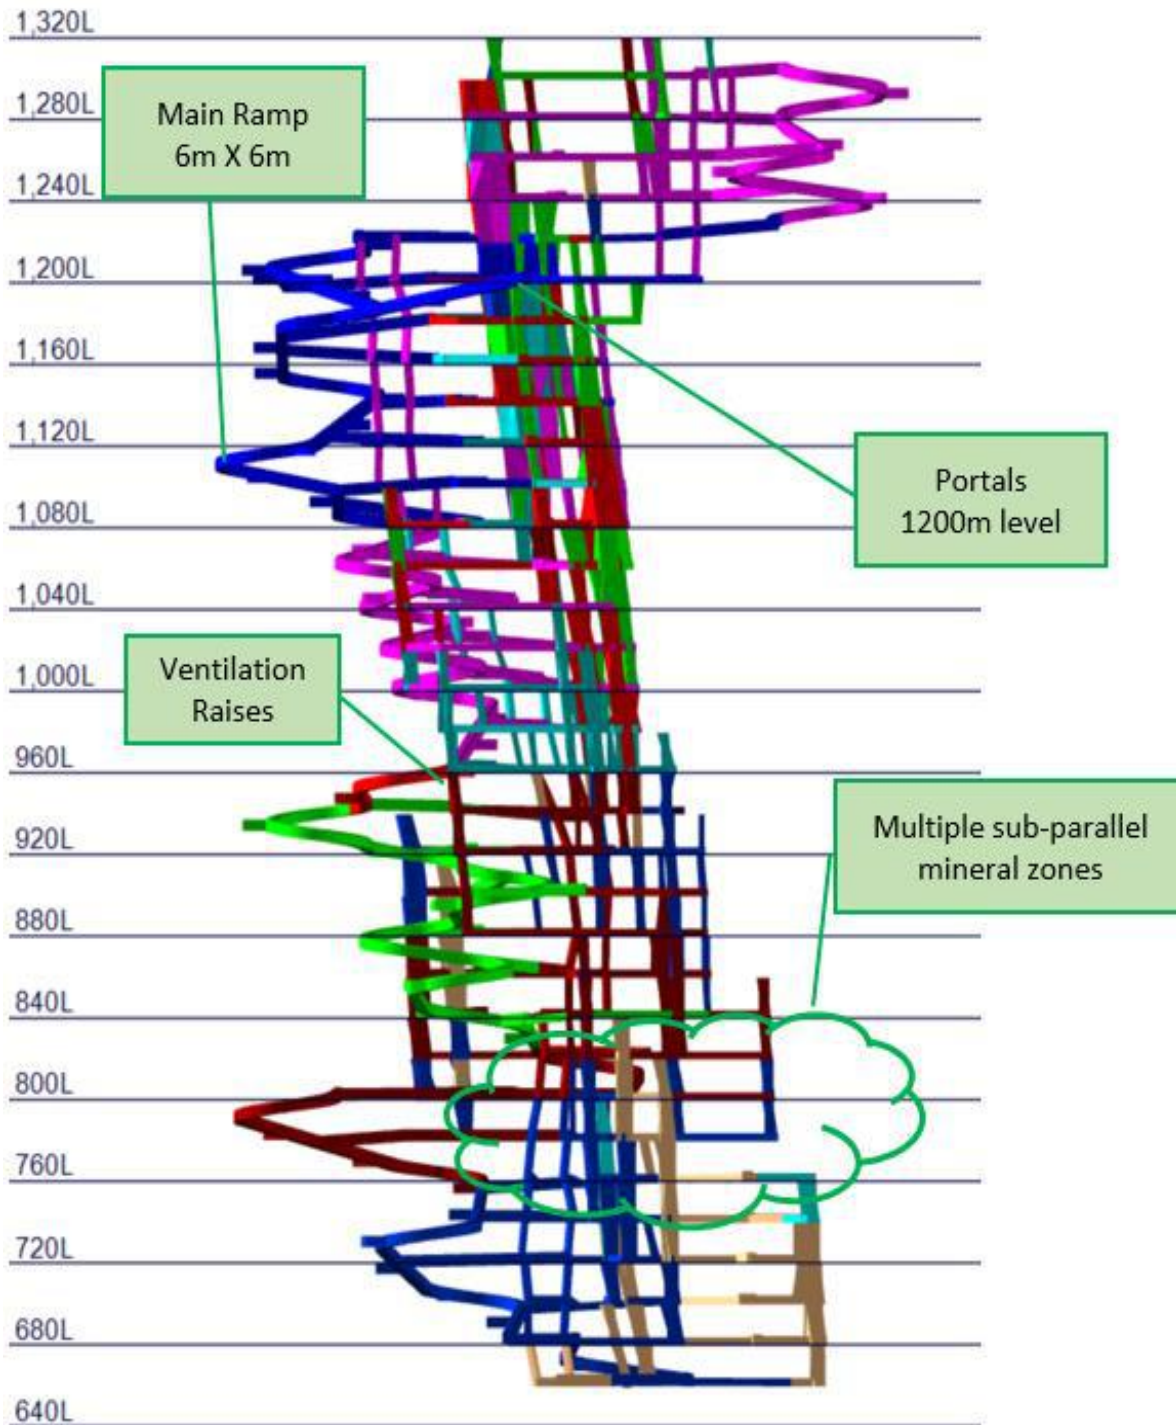 1,320L
1,280L
Main Ramp
6m X 6m
1,240L
1,200L
1,160L
1,120L
Portals
1200m level
1,080L
1,040L
Ventilation
Raises
1,000L
960L
Multiple sub-parallel
mineral zones
920L
880L
840L
800L
760L
720L
680L
640L